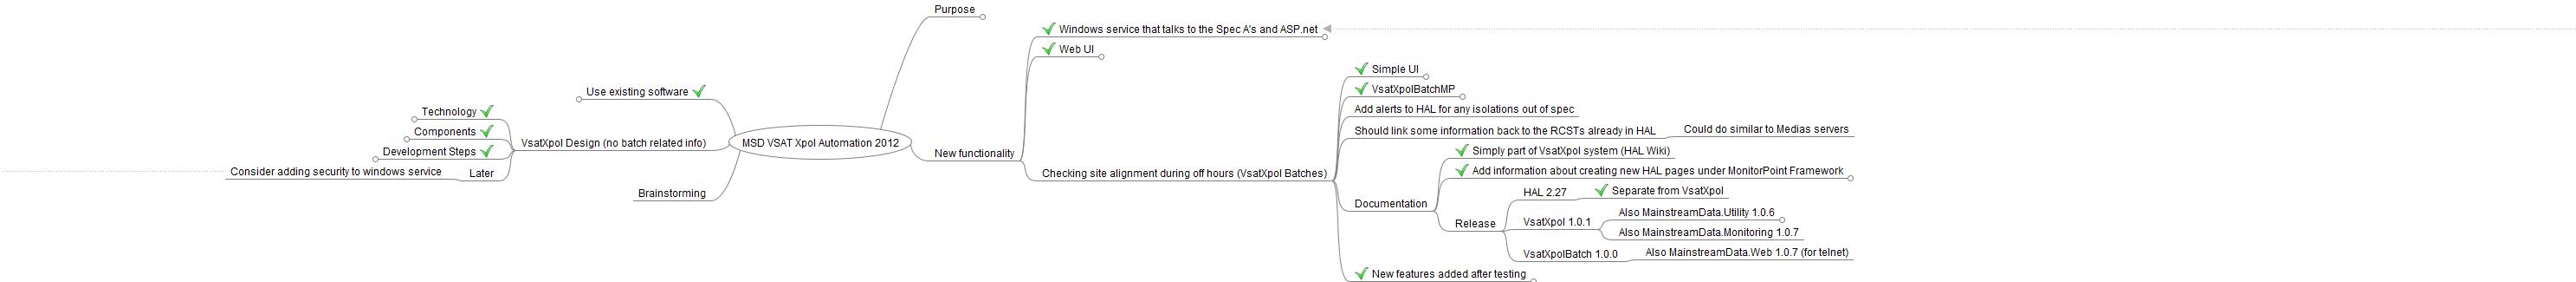 MSD VSAT Xpol Automation 2012
Purpose
New functionality
Windows service that talks to the Spec A's and ASP.net
Web UI
Checking site alignment during off hours (VsatXpol Batches)
Simple UI
VsatXpolBatchMP
Add alerts to HAL for any isolations out of spec
Should link some information back to the RCSTs already in HAL
Could do similar to Medias servers
Documentation
Simply part of VsatXpol system (HAL Wiki)
Add information about creating new HAL pages under MonitorPoint Framework
Release
HAL 2.27
Separate from VsatXpol
VsatXpol 1.0.1
Also MainstreamData.Utility 1.0.6
Also MainstreamData.Monitoring 1.0.7
VsatXpolBatch 1.0.0
Also MainstreamData.Web 1.0.7 (for telnet)
New features added after testing
Use existing software
VsatXpol Design (no batch related info)
Technology
Components
Development Steps
Later
Consider adding security to windows service
Brainstorming